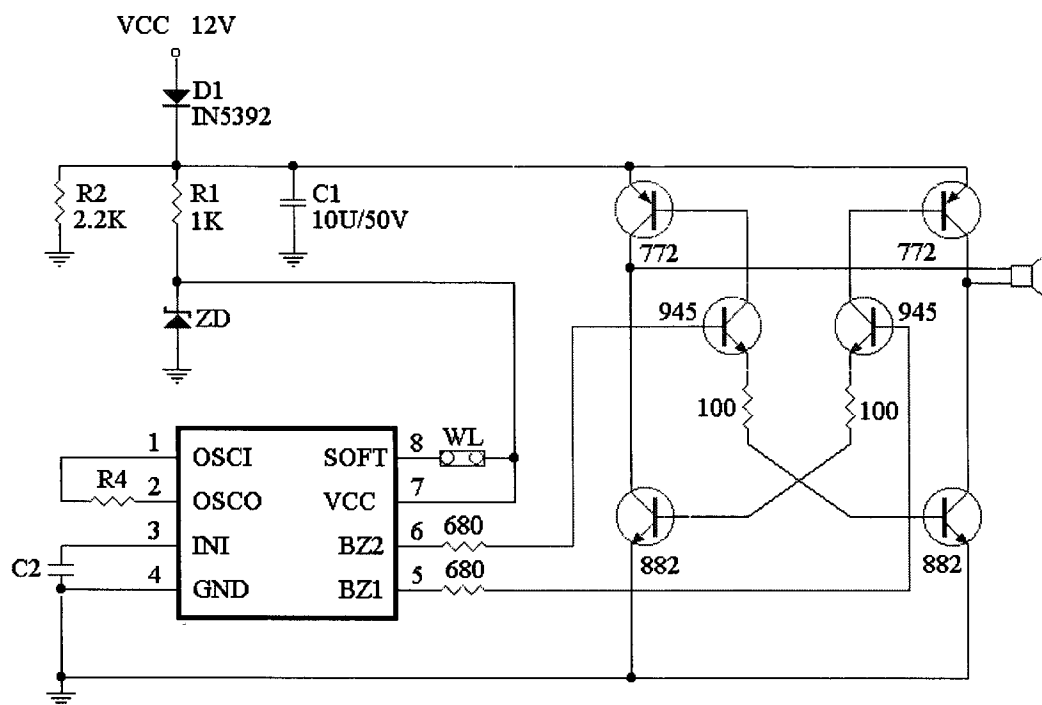 VCC 12V
D1
IN5392
R2
2.2K
R1
1K
C1
10U/50V
772
772
ZD
945
945
100
100
1
OSCI
SOFT
8
WL
R4
2
OSCO
VCC
7
3
INI
BZ2
6
680
C2
4
GND
BZ1
5
680
882
882